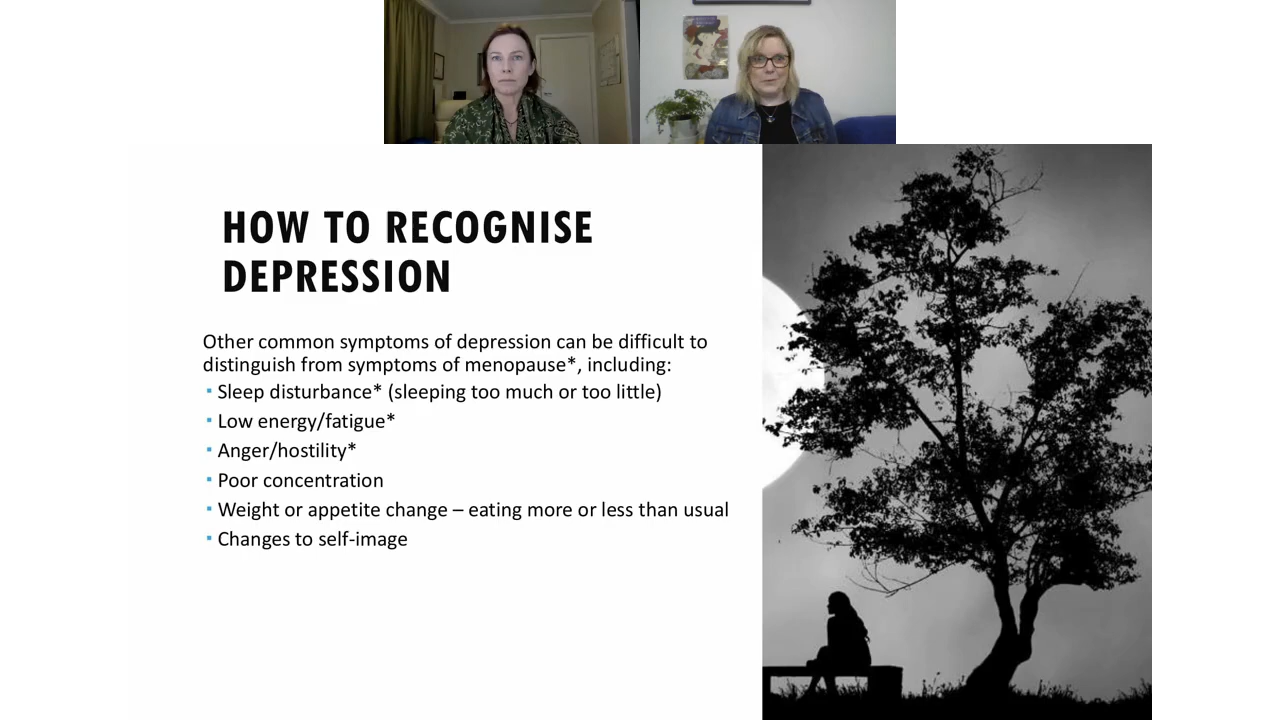 HOW TO RECOGNISE
DEPRESSION
Other common symptoms of depression can be difficult to
distinguish from symptoms of menopause*, including:
▪ Sleep disturbance* (sleeping too much or too little)
▪ Low energy/fatigue*
▪ Anger/hostility*
▪ Poor concentration
▪ Weight or appetite change – eating more or less than usual
▪ Changes to self-image